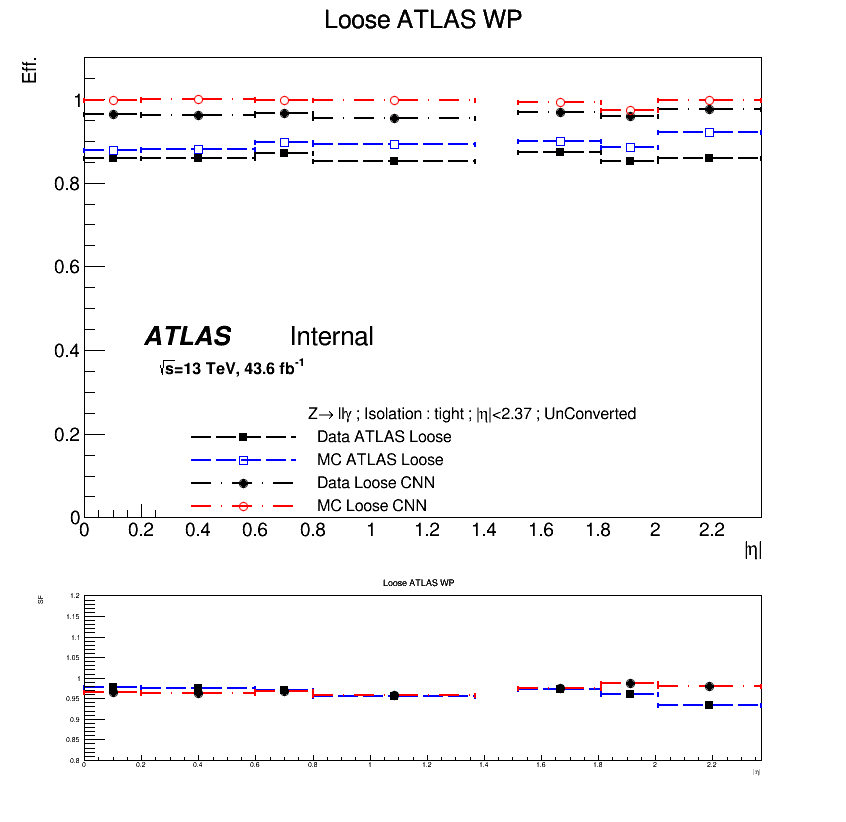 Loose ATLAS WP
Eff.
1
0.8
0.6
0.4
0.2
0
ATLAS Internal
√s=13 TeV, 43.6 fb⁻¹
Z→ llγ ; Isolation : tight ; |η|<2.37 ; UnConverted
Data ATLAS Loose
MC ATLAS Loose
Data Loose CNN
MC Loose CNN
0 0.2 0.4 0.6 0.8 1 1.2 1.4 1.6 1.8 2 2.2
|η|
Loose ATLAS WP
SF
1.2
1.15
1.1
1.05
1
0.95
0.9
0.85
0.8
0 0.2 0.4 0.6 0.8 1 1.2 1.4 1.6 1.8 2 2.2
|η|